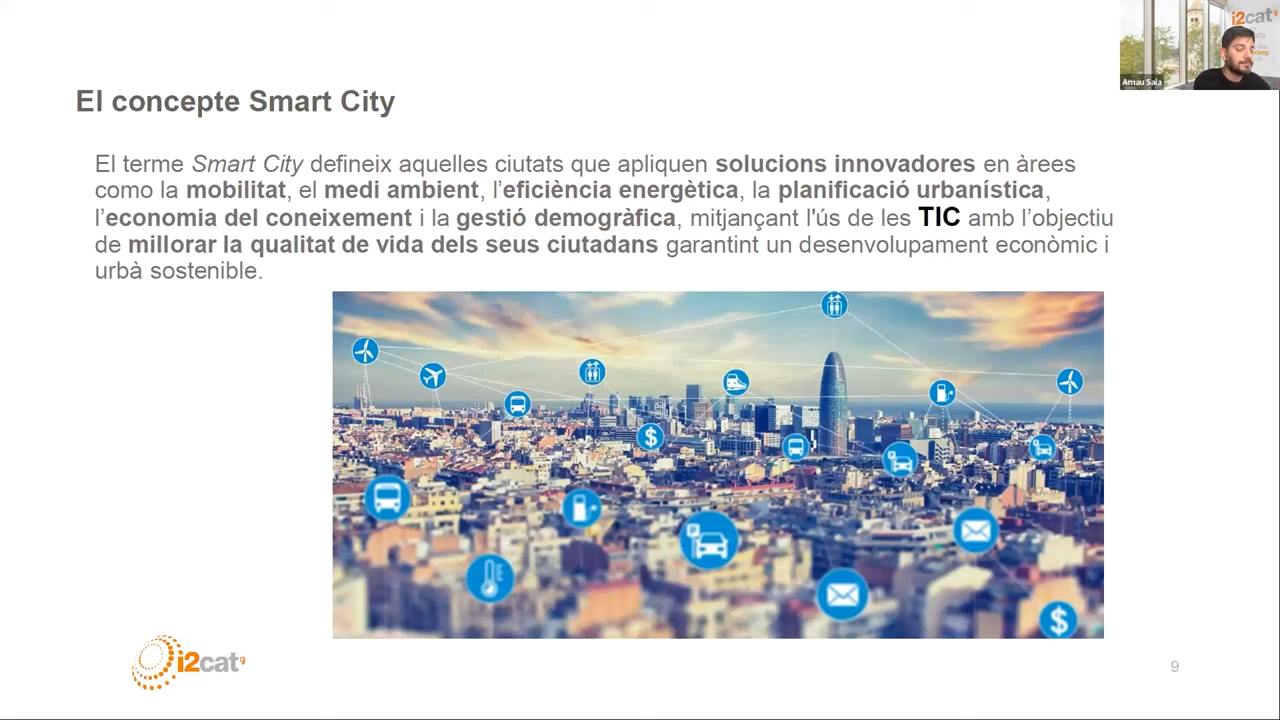 i2cat
Arnau Sala
El concepte Smart City
El terme Smart City defineix aquelles ciutats que apliquen solucions innovadores en àrees
como la mobilitat, el medi ambient, l’eficiència energètica, la planificació urbanística,
l’economia del coneixement i la gestió demogràfica, mitjançant l'ús de les TIC amb l’objectiu
de millorar la qualitat de vida dels seus ciutadans garantint un desenvolupament econòmic i
urbà sostenible.
$
P
$
i2cat
9